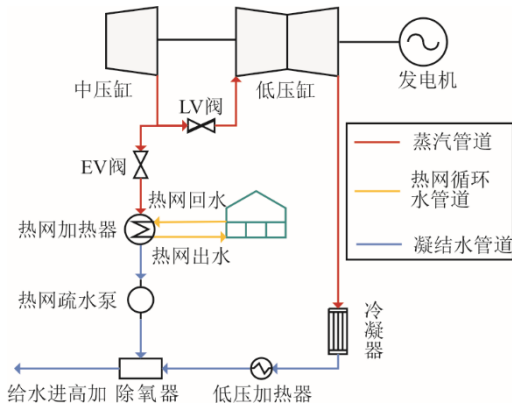 中压缸
低压缸
发电机
LV阀
EV阀
蒸汽管道
热网循环
水管道
凝结水管道
热网回水
热网加热器
热网出水
热网疏水泵
冷
凝
器
给水进高加
除氧器
低压加热器